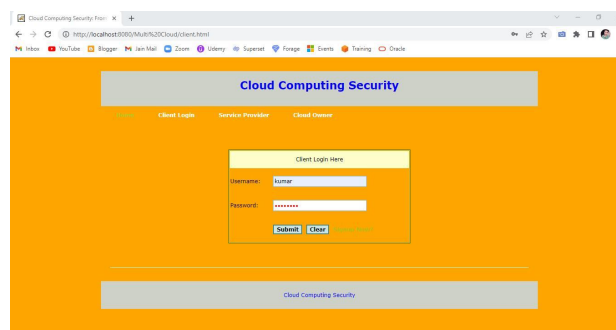 Cloud Computing Security: From
http://localhost:8080/Multi%20Cloud/client.html
Inbox YouTube Blogger Jain Mail Zoom Udemy Superset Forage Events Training Oracle
Cloud Computing Security
Client Login Service Provider Cloud Owner
Client Login Here
Username: kumar
Password: ••••••••
Submit Clear
Cloud Computing Security